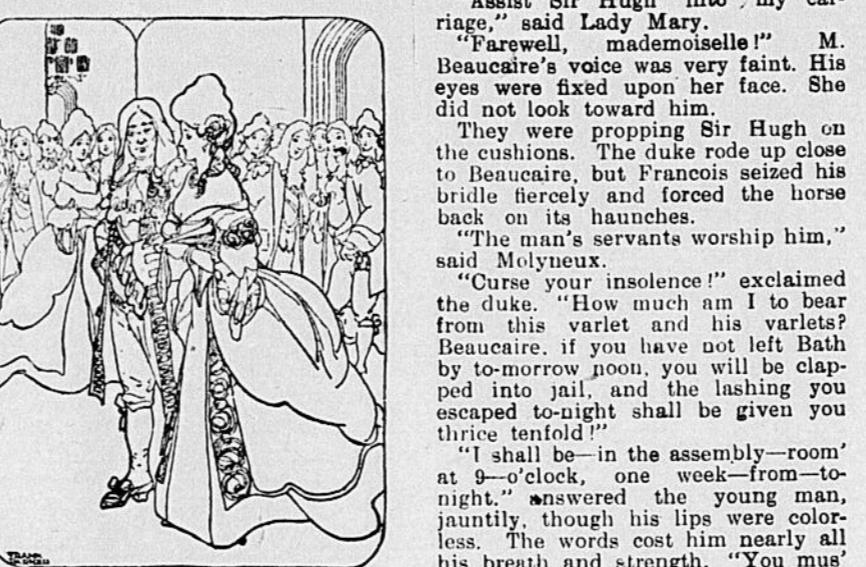 "Assist Sir Hugh into my car-
riage," said Lady Mary.
"Farewell, mademoiselle!" M.
Beaucaire's voice was very faint. His
eyes were fixed upon her face. She
did not look toward him.
They were propping Sir Hugh on
the cushions. The duke rode up close
to Beaucaire, but Francois seized his
bridle fiercely and forced the horse
back on its haunches.
"The man's servants worship him,"
said Molyneux.
"Curse your insolence!" exclaimed
the duke. "How much am I to bear
from this varlet and his varlets?
Beaucaire. if you have not left Bath
by to-morrow noon, you will be clap-
ped into jail, and the lashing you
escaped to-night shall be given you
thrice tenfold!"
"I shall be—in the assembly—room'
at 9—o'clock, one week—from—to-
night." answered the young man,
jauntily, though his lips were color-
less. The words cost him nearly all
his breath and strength. "You mus'